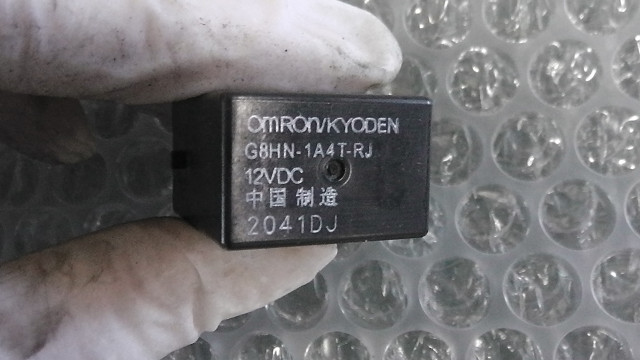 OMRON/KYODEN
G8HN-1A4T-RJ
12VDC
中国 制造
2041DJ